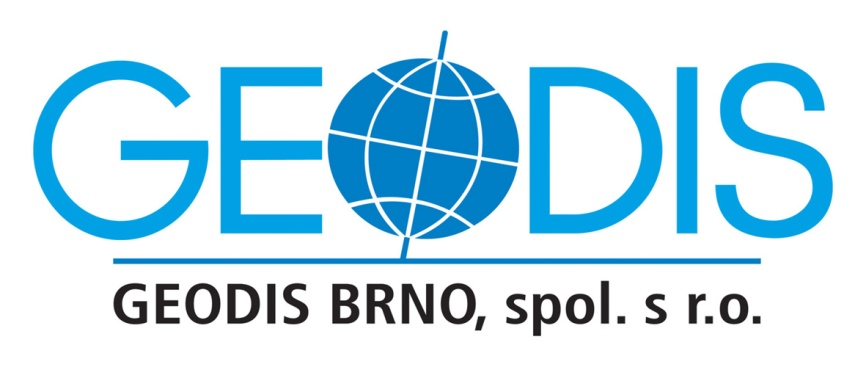 GEODIS
GEODIS BRNO, spol. s r.o.